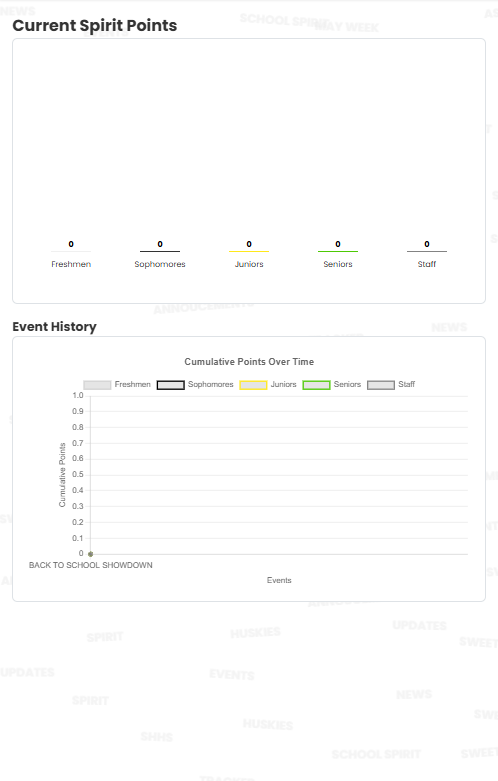 NEWS
SCHOOL SPIRIT
MAY WEEK
Current Spirit Points
0 0 0 0 0
Freshmen Sophomores Juniors Seniors Staff
ANNOUCEMENTS
NEWS
Event History
Cumulative Points Over Time
Freshmen Sophomores Juniors Seniors Staff
1.0
0.9
0.8
0.7
0.6
0.5
0.4
0.3
0.2
0.1
0
Cumulative Points
BACK TO SCHOOL SHOWDOWN
Events
UPDATES
SPIRIT
HUSKIES
SWEET
UPDATES
EVENTS
SPIRIT
NEWS
HUSKIES
SHHS
SCHOOL SPIRIT
SWEET